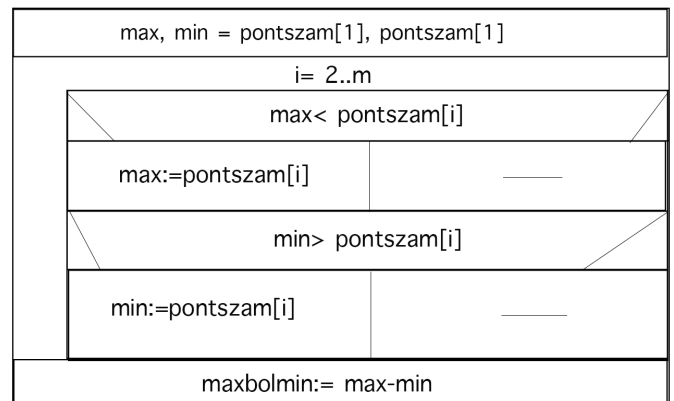 max, min = pontszam[1], pontszam[1]
i= 2..m
max< pontszam[i]
max:=pontszam[i]
min> pontszam[i]
min:=pontszam[i]
maxbolmin:= max-min